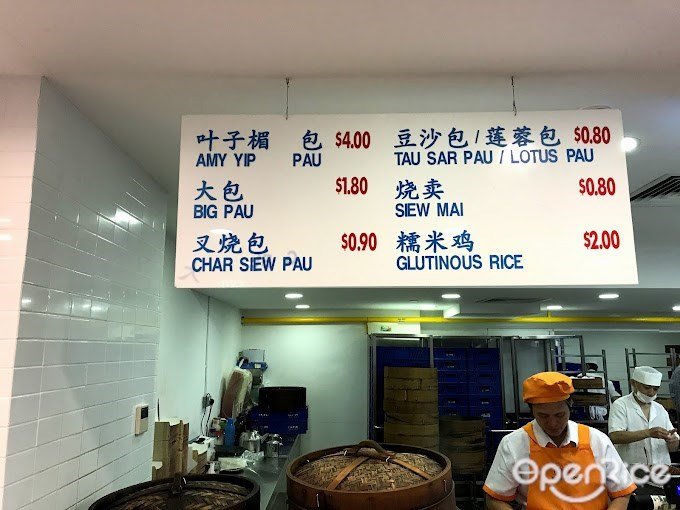 叶子楣 包 $4.00
AMY YIP PAU
大包 $1.80
BIG PAU
叉烧包 $0.90
CHAR SIEW PAU
豆沙包/莲蓉包 $0.80
TAU SAR PAU / LOTUS PAU
烧卖 $0.80
SIEW MAI
糯米鸡 $2.00
GLUTINOUS RICE
OPENRICE